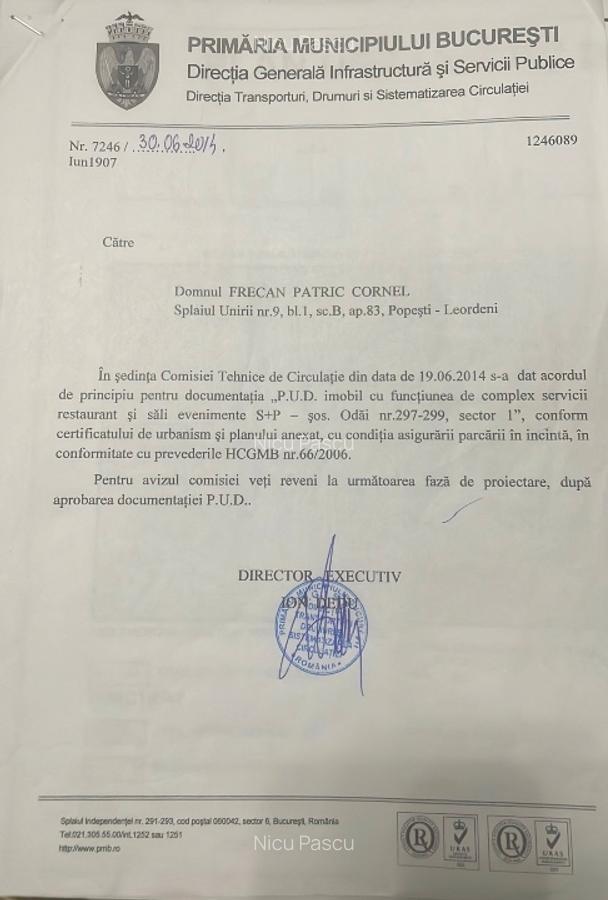 PRIMĂRIA MUNICIPIULUI BUCUREŞTI
Direcţia Generală Infrastructură şi Servicii Publice
Direcţia Transporturi, Drumuri si Sistematizarea Circulaţiei
Nr. 7246 / 30.06.2014.
1246089
Iun1907
Către
Domnul FRECAN PATRIC CORNEL
Splaiul Unirii nr.9, bl.1, sc.B, ap.83, Popeşti - Leordeni
În şedinţa Comisiei Tehnice de Circulaţie din data de 19.06.2014 s-a dat acordul
de principiu pentru documentaţia „P.U.D. imobil cu funcţiunea de complex servicii
restaurant şi săli evenimente S+P – şos. Odăi nr.297-299, sector 1”, conform
certificatului de urbanism şi planului anexat, cu condiţia asigurării parcării în incintă, în
conformitate cu prevederile HCGMB nr.66/2006.
Pentru avizul comisiei veţi reveni la următoarea fază de proiectare, după
aprobarea documentaţiei P.U.D..
DIRECTOR EXECUTIV
ION DEDU
ROMÂNIA
Splaiul Independenţei nr. 291-293, cod poştal 060042, sector 6, Bucureşti, România
Tel.021.305.55.00/int.1252 sau 1251
http://www.pmb.ro
R
UKAS
R
UKAS
Nicu Pascu
Nicu Pascu
Nicu Pascu